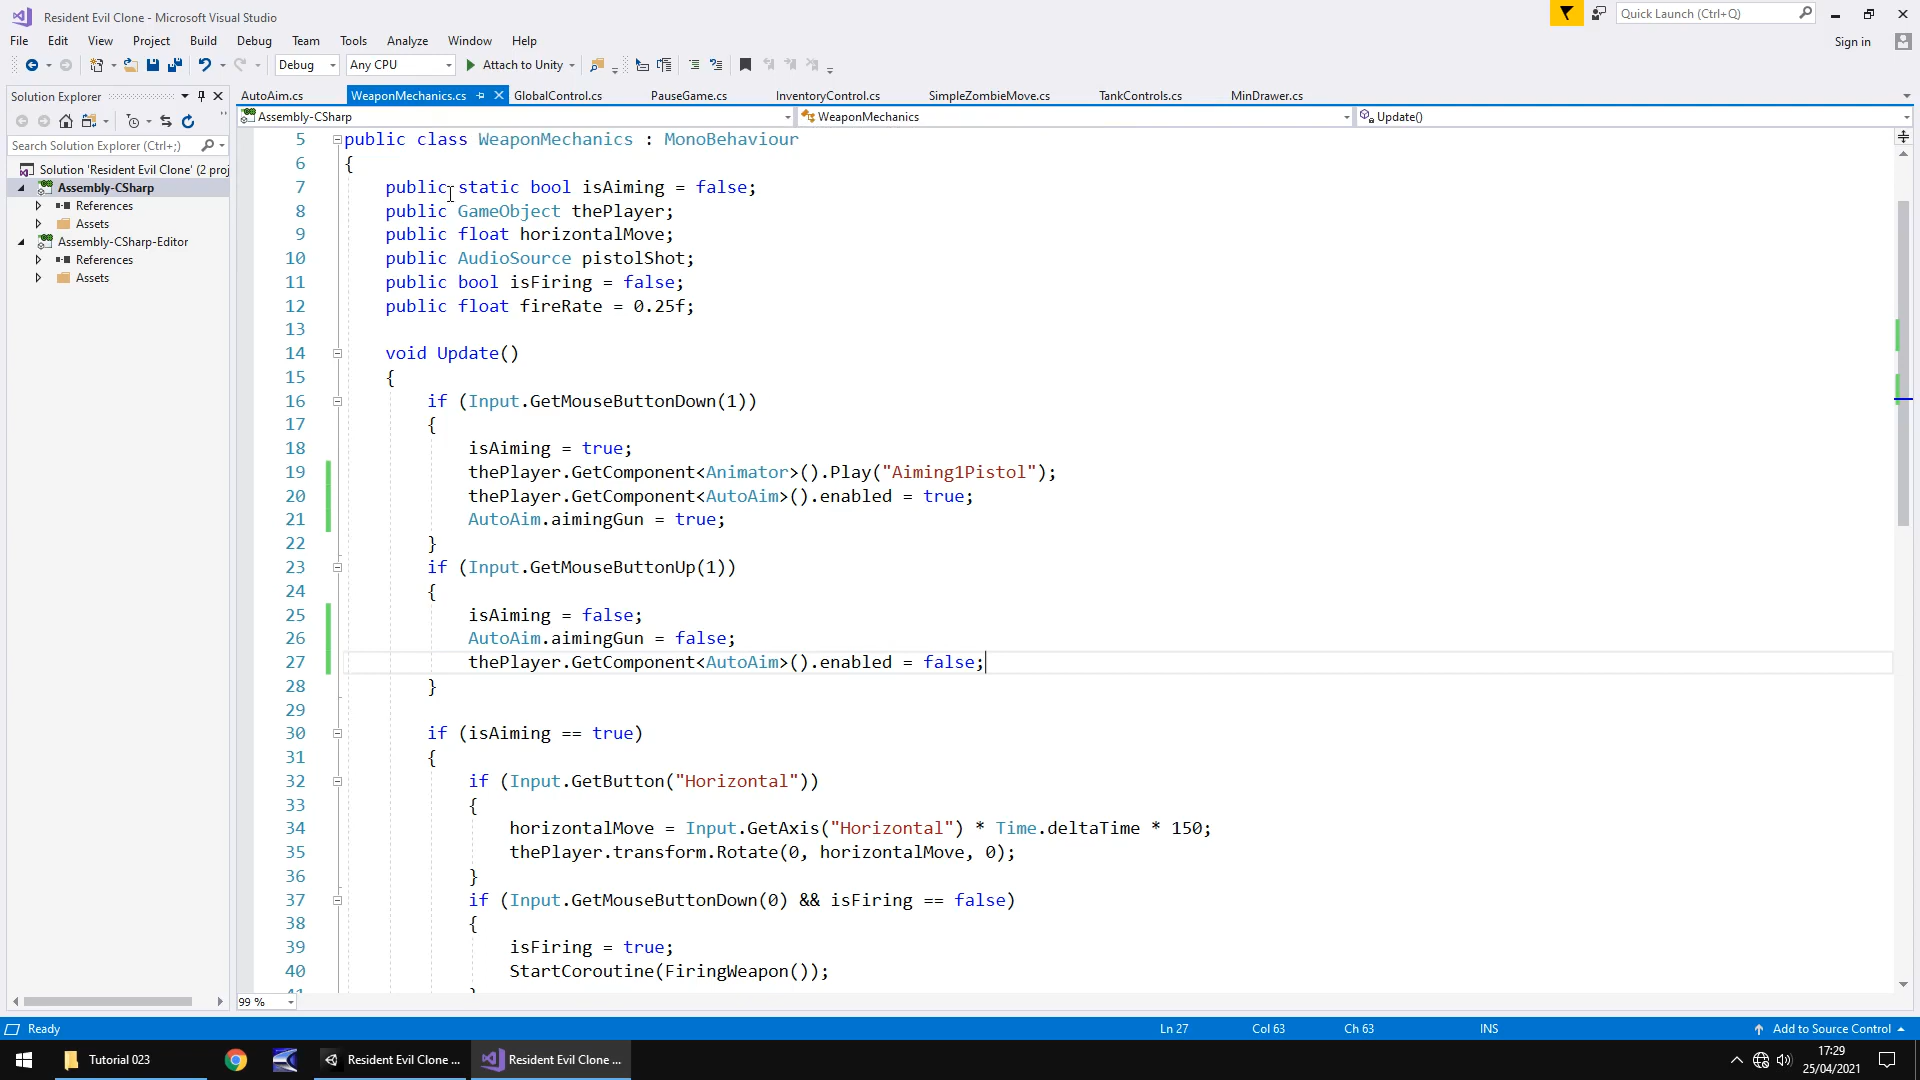 Resident Evil Clone - Microsoft Visual Studio
Quick Launch (Ctrl+Q)
File Edit View Project Build Debug Team Tools Analyze Window Help
Sign in
Debug Any CPU Attach to Unity
Solution Explorer
AutoAim.cs WeaponMechanics.cs GlobalControl.cs PauseGame.cs InventoryControl.cs SimpleZombieMove.cs TankControls.cs MinDrawer.cs
Assembly-CSharp WeaponMechanics Update()
Search Solution Explorer (Ctrl+;)
Solution 'Resident Evil Clone' (2 proj
Assembly-CSharp
References
Assets
Assembly-CSharp-Editor
References
Assets
5 public class WeaponMechanics : MonoBehaviour
6 {
7 public static bool isAiming = false;
8 public GameObject thePlayer;
9 public float horizontalMove;
10 public AudioSource pistolShot;
11 public bool isFiring = false;
12 public float fireRate = 0.25f;
13
14 void Update()
15 {
16 if (Input.GetMouseButtonDown(1))
17 {
18 isAiming = true;
19 thePlayer.GetComponent<Animator>().Play("Aiming1Pistol");
20 thePlayer.GetComponent<AutoAim>().enabled = true;
21 AutoAim.aimingGun = true;
22 }
23 if (Input.GetMouseButtonUp(1))
24 {
25 isAiming = false;
26 AutoAim.aimingGun = false;
27 thePlayer.GetComponent<AutoAim>().enabled = false;
28 }
29
30 if (isAiming == true)
31 {
32 if (Input.GetButton("Horizontal"))
33 {
34 horizontalMove = Input.GetAxis("Horizontal") * Time.deltaTime * 150;
35 thePlayer.transform.Rotate(0, horizontalMove, 0);
36 }
37 if (Input.GetMouseButtonDown(0) && isFiring == false)
38 {
39 isFiring = true;
40 StartCoroutine(FiringWeapon());
41 }
99 %
Ready Ln 27 Col 63 Ch 63 INS Add to Source Control
Tutorial 023 Resident Evil Clone ... Resident Evil Clone ...
17:29
25/04/2021